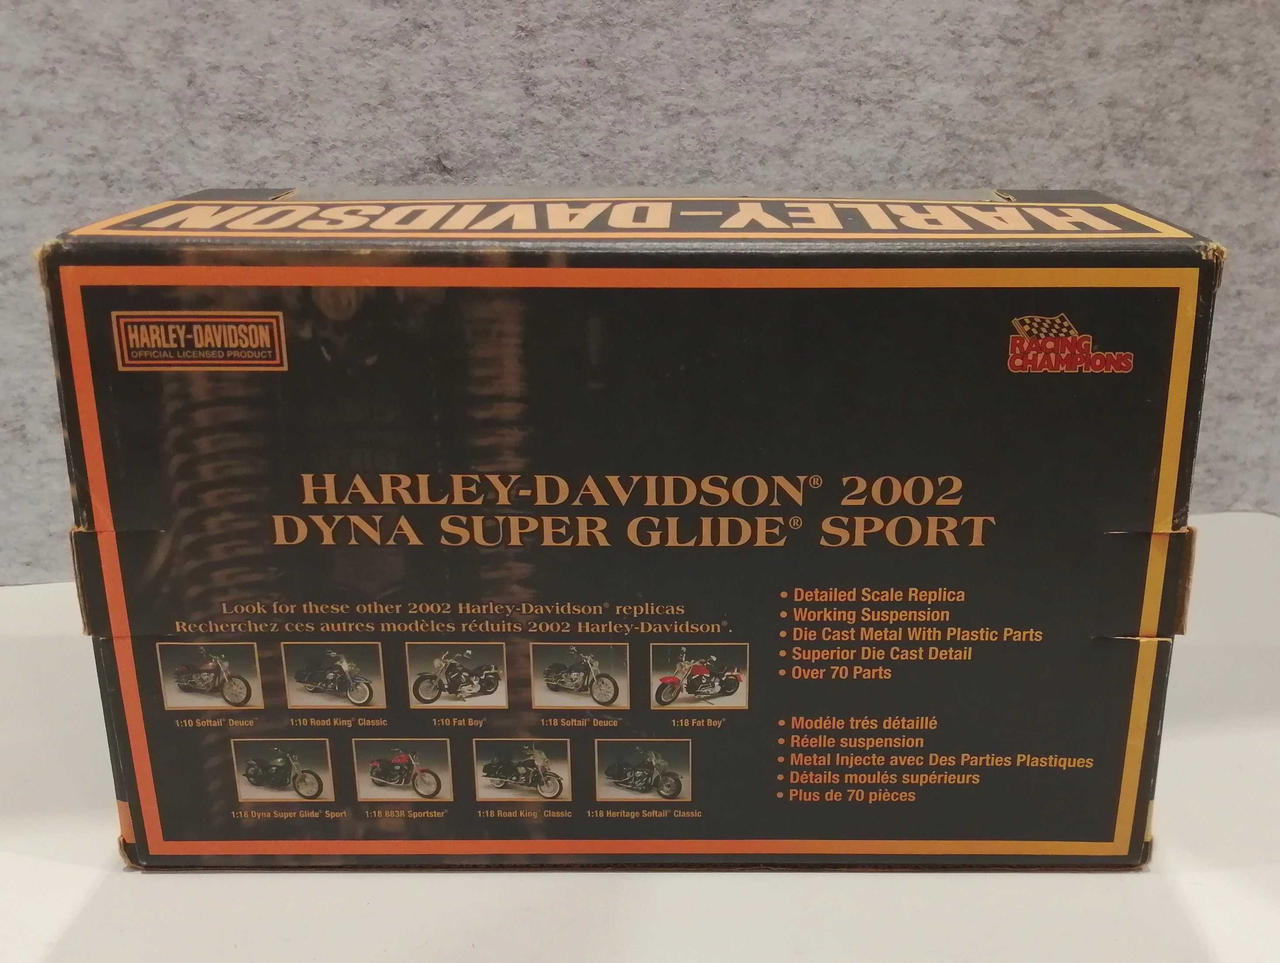 HARLEY-DAVIDSON
HARLEY-DAVIDSON
OFFICIAL LICENSED PRODUCT
RACING
CHAMPIONS
HARLEY-DAVIDSON® 2002
DYNA SUPER GLIDE® SPORT
Look for these other 2002 Harley-Davidson® replicas
Recherchez ces autres modèles réduits 2002 Harley-Davidson®.
1:10 Softail® Deuce™
1:10 Road King® Classic
1:10 Fat Boy®
1:18 Softail® Deuce™
1:18 Fat Boy®
1:18 Dyna Super Glide® Sport
1:18 883R Sportster®
1:18 Road King® Classic
1:18 Heritage Softail® Classic
• Detailed Scale Replica
• Working Suspension
• Die Cast Metal With Plastic Parts
• Superior Die Cast Detail
• Over 70 Parts
• Modéle trés détaillé
• Réelle suspension
• Metal Injecte avec Des Parties Plastiques
• Détails moulés supérieurs
• Plus de 70 pièces